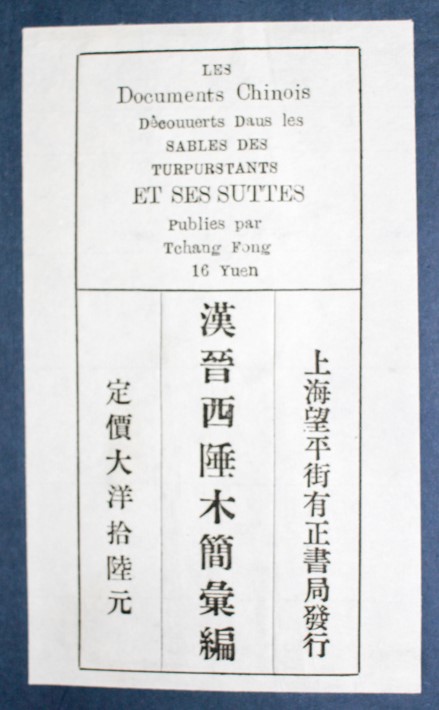 LES
Documents Chinois
Dècouuerts Daus les
SABLES DES
TURPURSTANTS
ET SES SUTTES
Publies par
Tchang Fong
16 Yuen
上海望平街有正書局發行
漢晉西陲木簡彙編
定價大洋拾陸元